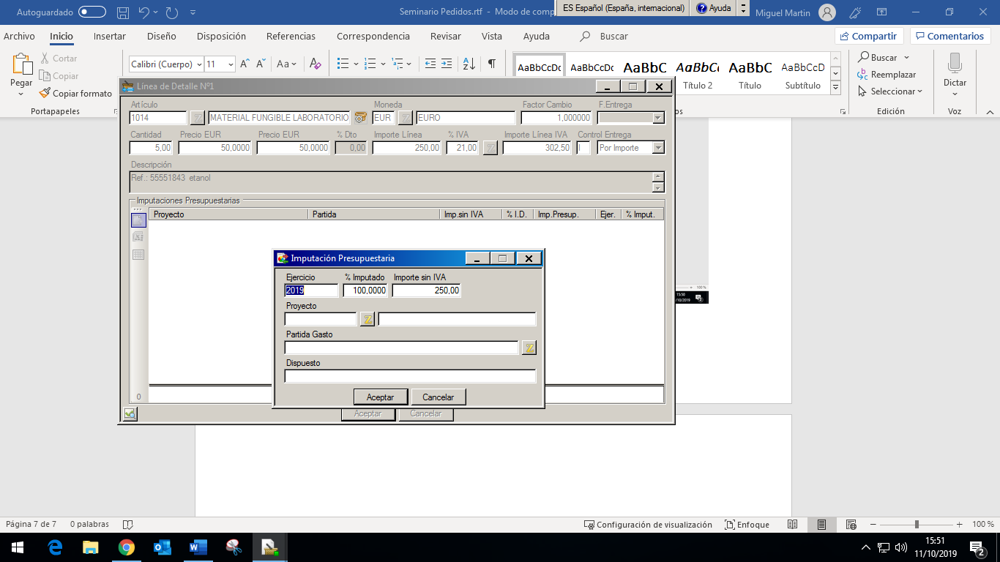 Autoguardado
Seminario Pedidos.rtf - Modo de comp
ES Español (España, internacional)
Ayuda
Miguel Martin
Archivo Inicio Insertar Diseño Disposición Referencias Correspondencia Revisar Vista Ayuda Buscar
Compartir Comentarios
Pegar
Cortar
Copiar
Copiar formato
Portapapeles
Calibri (Cuerpo) 11
Aa
AaBbCcDc AaBbCcDc AaBbC AaBbCc AaBbC AaBbCcD
Título 2 Título Subtítulo
Buscar
Reemplazar
Seleccionar
Edición
Dictar
Voz
Línea de Detalle Nº1
Artículo Moneda Factor Cambio F.Entrega
1014 MATERIAL FUNGIBLE LABORATORIO EUR EURO 1,000000
Cantidad Precio EUR Precio EUR % Dto Importe Línea % IVA Importe Línea IVA Control Entrega
5,00 50,0000 50,0000 0,00 250,00 21,00 302,50 I Por Importe
Descripción
Ref.: 55551843 etanol
Imputaciones Presupuestarias
Proyecto Partida Imp.sin IVA % I.D. Imp.Presup. Ejer. % Imput.
Imputación Presupuestaria
Ejercicio % Imputado Importe sin IVA
2019 100,0000 250,00
Proyecto
Partida Gasto
Dispuesto
Aceptar Cancelar
0
Aceptar Cancelar
100 %
15:50
/10/2019
Página 7 de 7 0 palabras
Configuración de visualización Enfoque
100 %
15:51
11/10/2019
2